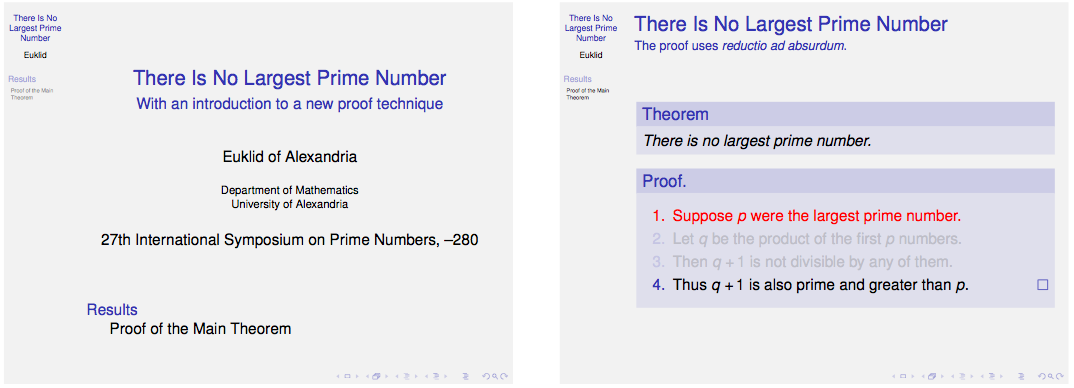 There Is No
Largest Prime
Number
Euklid
Results
Proof of the Main
Theorem
There Is No Largest Prime Number
With an introduction to a new proof technique
Euklid of Alexandria
Department of Mathematics
University of Alexandria
27th International Symposium on Prime Numbers, –280
Results
Proof of the Main Theorem
There Is No
Largest Prime
Number
Euklid
Results
Proof of the Main
Theorem
There Is No Largest Prime Number
The proof uses reductio ad absurdum.
Theorem
There is no largest prime number.
Proof.
1. Suppose p were the largest prime number.
2. Let q be the product of the first p numbers.
3. Then q + 1 is not divisible by any of them.
4. Thus q + 1 is also prime and greater than p.